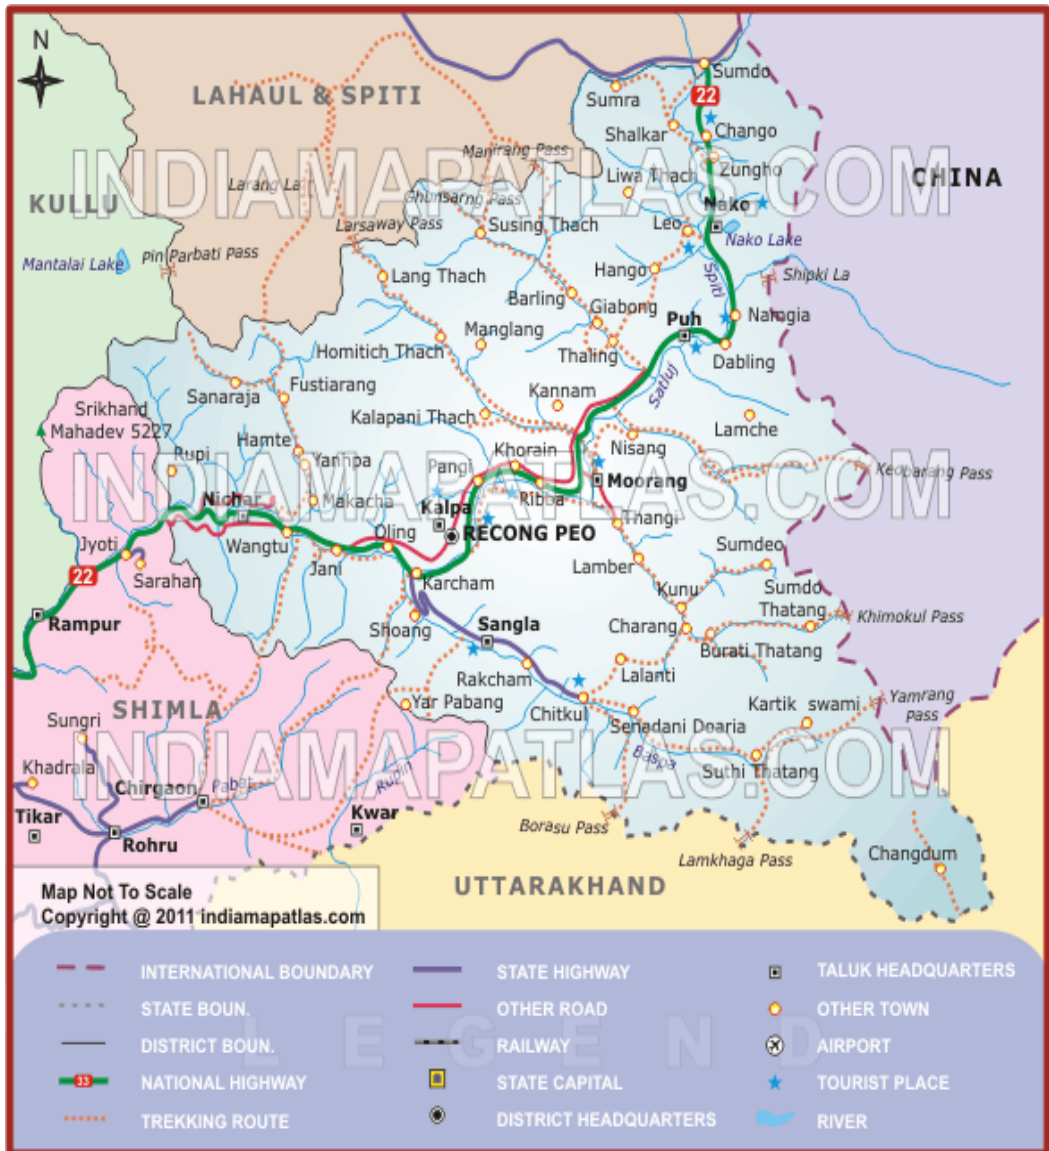 N
Sumdo
LAHAUL & SPITI
Sumra
22
Shalkar
Chango
Manirang Pass
Zungho
INDIAMAPATLAS.COM
CHINA
Larang La
Liwa Thach
Ghunsarng Pass
KULLU
Nako
Larsaway Pass
Susing Thach
Leo
Nako Lake
Mantalai Lake
Pin Parbati Pass
Lang Thach
Hango
Spiti
Shipki La
Barling
Giabong
Namgia
Manglang
Puh
Homitich Thach
Thaling
Dabling
Satluj
Sanaraja
Fustiarang
Kannam
Srikhand
Mahadev 5227
Kalapani Thach
Lamche
Hamte
Nisang
Rupi
Yanhpa
Pangi
Khorain
Keobarang Pass
INDIAMAPATLAS.COM
Nichar
Makacha
Kalpa
Ribba
Moorang
Thangi
Jyoti
Wangtu
Oling
RECONG PEO
Sumdeo
22
Sarahan
Jani
Karcham
Lamber
Kunu
Sumdo
Thatang
Rampur
Shoang
Sangla
Charang
Khimokul Pass
Burati Thatang
Rakcham
Lalanti
SHIMLA
Yar Pabang
Chitkul
Kartik swami
Yamrang
Pass
Sungri
Senadani Doaria
INDIAMAPATLAS.COM
Baspa
Suthi Thatang
Khadrala
Chirgaon
Pabar
Rupin
Tikar
Rohru
Kwar
Borasu Pass
Lamkhaga Pass
Changdum
UTTARAKHAND
Map Not To Scale
Copyright @ 2011 indiamapatlas.com
LEGEND
INTERNATIONAL BOUNDARY
STATE HIGHWAY
TALUK HEADQUARTERS
STATE BOUN.
OTHER ROAD
OTHER TOWN
DISTRICT BOUN.
RAILWAY
AIRPORT
33
NATIONAL HIGHWAY
STATE CAPITAL
TOURIST PLACE
TREKKING ROUTE
DISTRICT HEADQUARTERS
RIVER